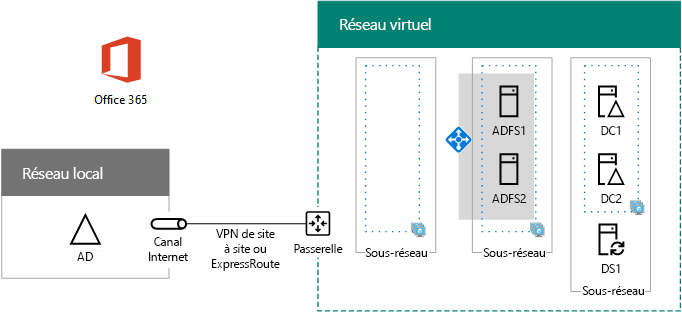 Office 365
Réseau local
AD
Canal
Internet
VPN de site
à site ou
ExpressRoute
Passerelle
Réseau virtuel
Sous-réseau
ADFS1
ADFS2
Sous-réseau
DC1
DC2
DS1
Sous-réseau